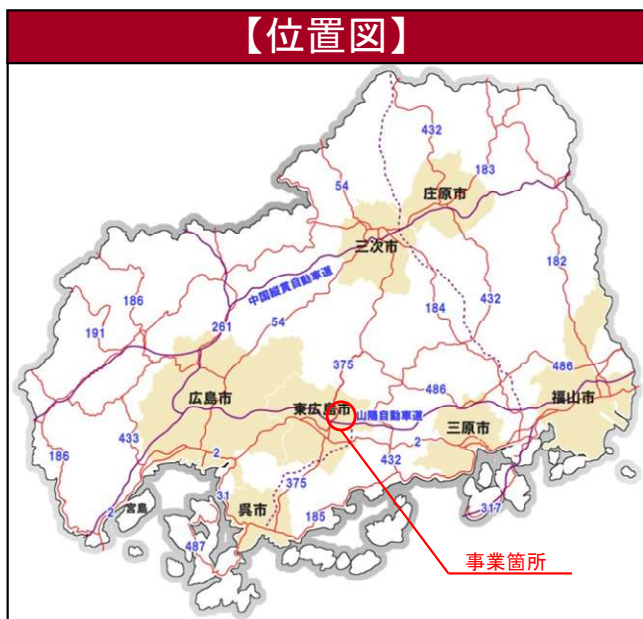 【位置図】
432
183
54
庄原市
三次市
182
中国縦貫自動車道
186
432
184
191
261
54
375
486
486
広島市
東広島市
山陽自動車道
福山市
三原市
433
2
186
2
432
375
31
呉市
185
317
2
宮島
487
事業箇所